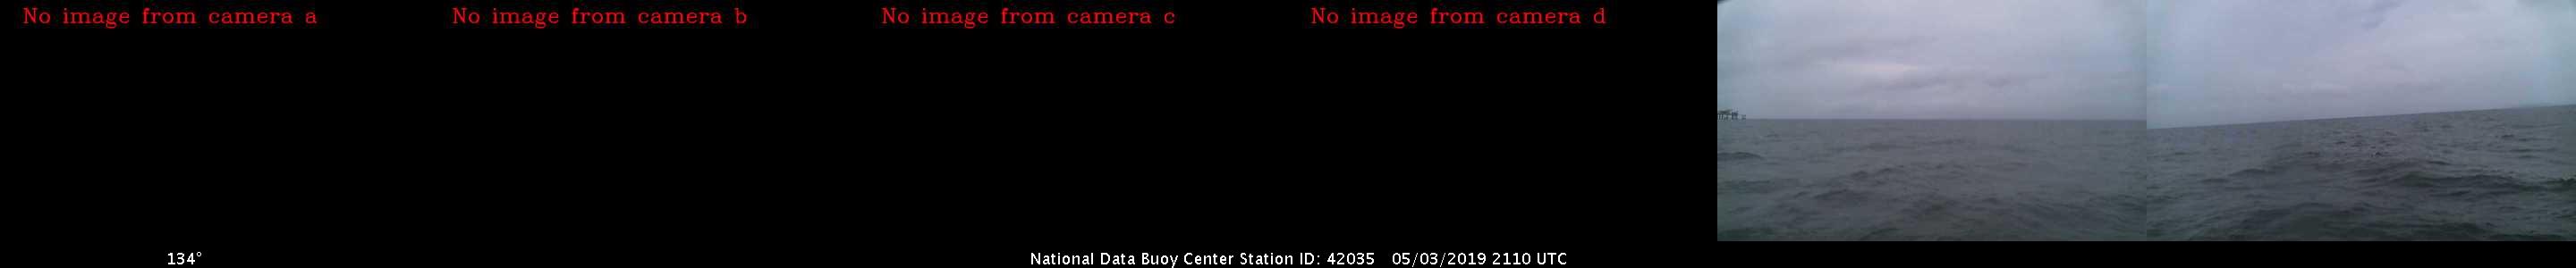 No image from camera a
No image from camera b
No image from camera c
No image from camera d
134°
National Data Buoy Center Station ID: 42035 05/03/2019 2110 UTC